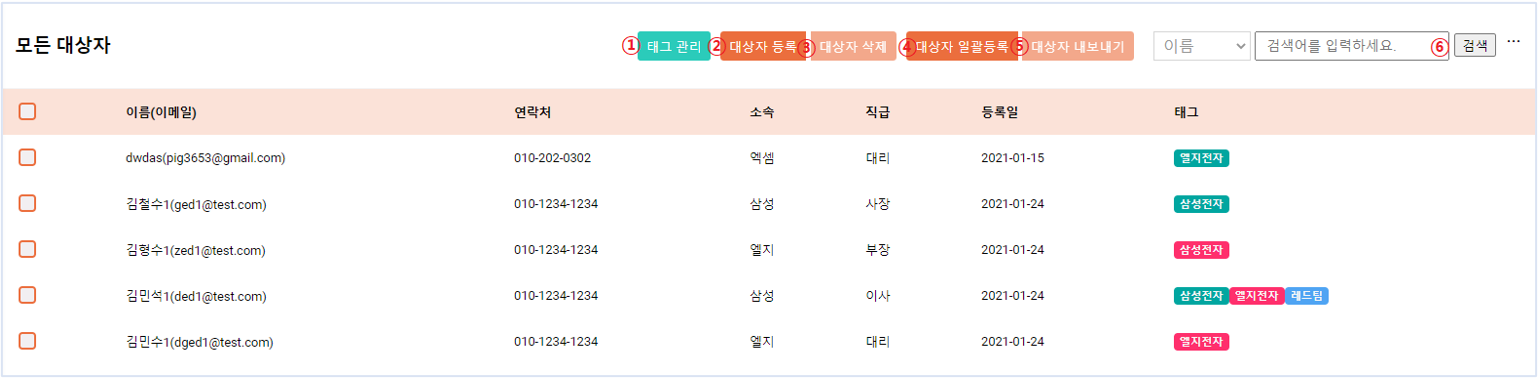 모든 대상자 ① 태그 관리 ② 대상자 등록 ③ 대상자 삭제 ④ 대상자 일괄등록 ⑤ 대상자 내보내기 이름 검색어를 입력하세요. ⑥ 검색 ...
이름(이메일) 연락처 소속 직급 등록일 태그
dwdas(pig3653@gmail.com) 010-202-0302 엑셈 대리 2021-01-15 엘지전자
김철수1(ged1@test.com) 010-1234-1234 삼성 사장 2021-01-24 삼성전자
김형수1(zed1@test.com) 010-1234-1234 엘지 부장 2021-01-24 삼성전자
김민석1(ded1@test.com) 010-1234-1234 삼성 이사 2021-01-24 삼성전자 엘지전자 레드팀
김민수1(dged1@test.com) 010-1234-1234 엘지 대리 2021-01-24 엘지전자